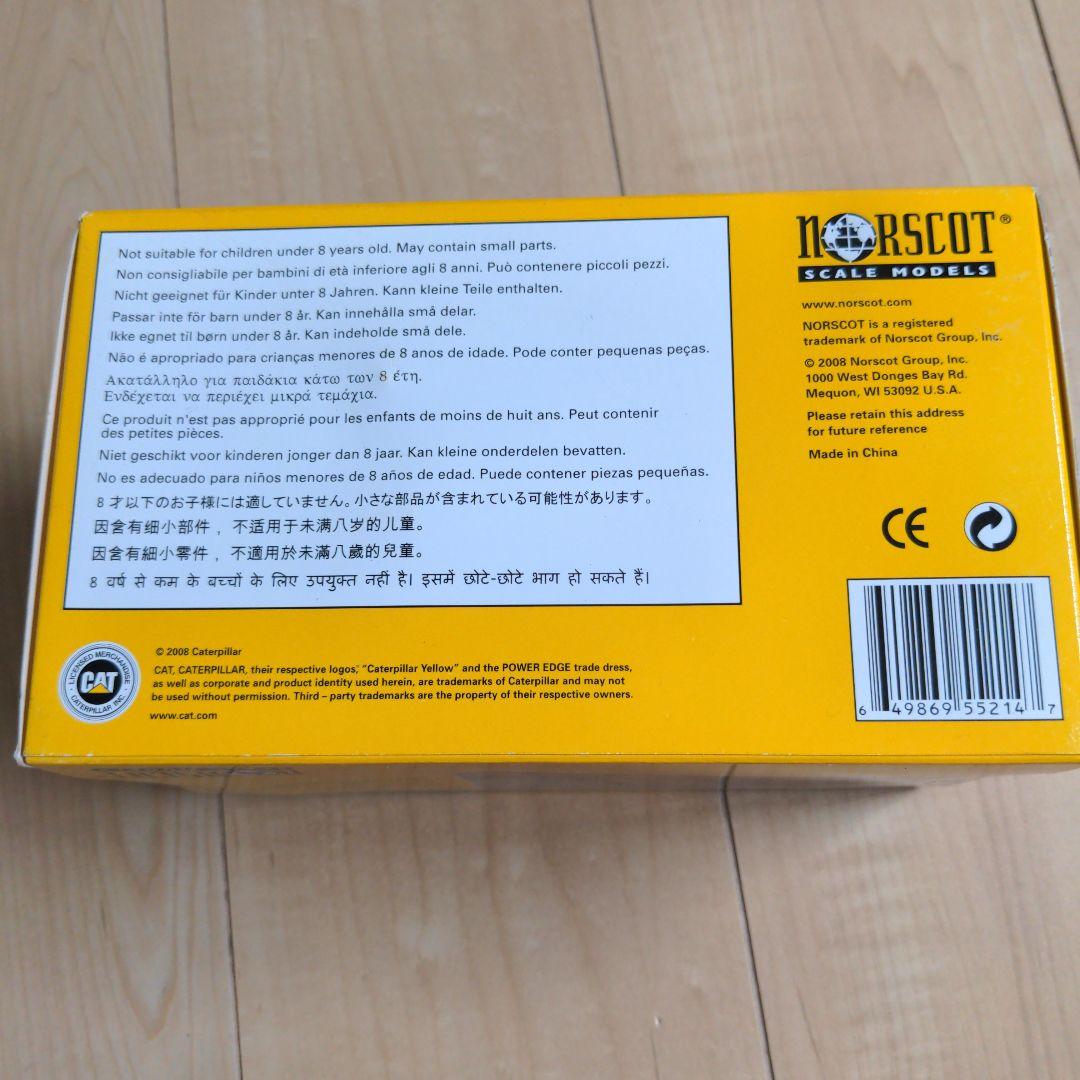 Not suitable for children under 8 years old. May contain small parts.
Non consigliabile per bambini di età inferiore agli 8 anni. Può contenere piccoli pezzi.
Nicht geeignet für Kinder unter 8 Jahren. Kann kleine Teile enthalten.
Passar inte för barn under 8 år. Kan innehålla små delar.
Ikke egnet til børn under 8 år. Kan indeholde små dele.
Não é apropriado para crianças menores de 8 anos de idade. Pode conter pequenas peças.
Ακατάλληλο για παιδάκια κάτω των 8 έτη.
Ενδέχεται να περιέχει μικρά τεμάχια.
Ce produit n'est pas approprié pour les enfants de moins de huit ans. Peut contenir
des petites pièces.
Niet geschikt voor kinderen jonger dan 8 jaar. Kan kleine onderdelen bevatten.
No es adecuado para niños menores de 8 años de edad. Puede contener piezas pequeñas.
8 才以下のお子様には適していません。小さな部品が含まれている可能性があります。
因含有细小部件，不适用于未满八岁的儿童。
因含有細小零件，不適用於未滿八歲的兒童。
8 वर्ष से कम के बच्चों के लिए उपयुक्त नहीं है। इसमें छोटे-छोटे भाग हो सकते हैं।
NORSCOT®
SCALE MODELS
www.norscot.com
NORSCOT is a registered
trademark of Norscot Group, Inc.
© 2008 Norscot Group, Inc.
1000 West Donges Bay Rd.
Mequon, WI 53092 U.S.A.
Please retain this address
for future reference
Made in China
CE
6 49869 55214 7
LICENSED MERCHANDISE
CAT
CATERPILLAR INC.
© 2008 Caterpillar
CAT, CATERPILLAR, their respective logos, "Caterpillar Yellow" and the POWER EDGE trade dress,
as well as corporate and product identity used herein, are trademarks of Caterpillar and may not
be used without permission. Third – party trademarks are the property of their respective owners.
www.cat.com